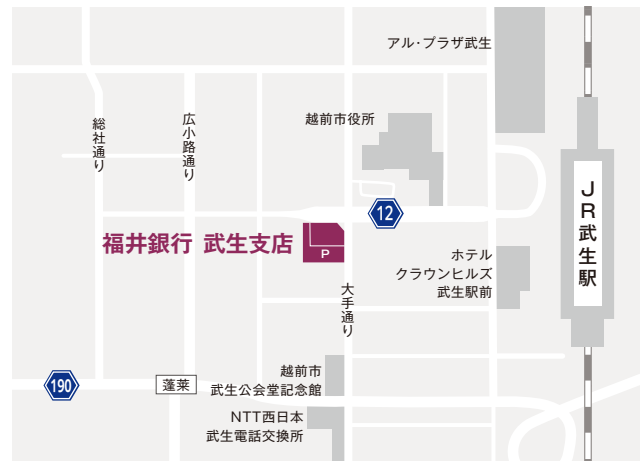 アル・プラザ武生
越前市役所
総社通り
広小路通り
12
JR武生駅
福井銀行 武生支店
P
ホテル
クラウンヒルズ
武生駅前
大手通り
190
蓬莱
越前市
武生公会堂記念館
NTT西日本
武生電話交換所